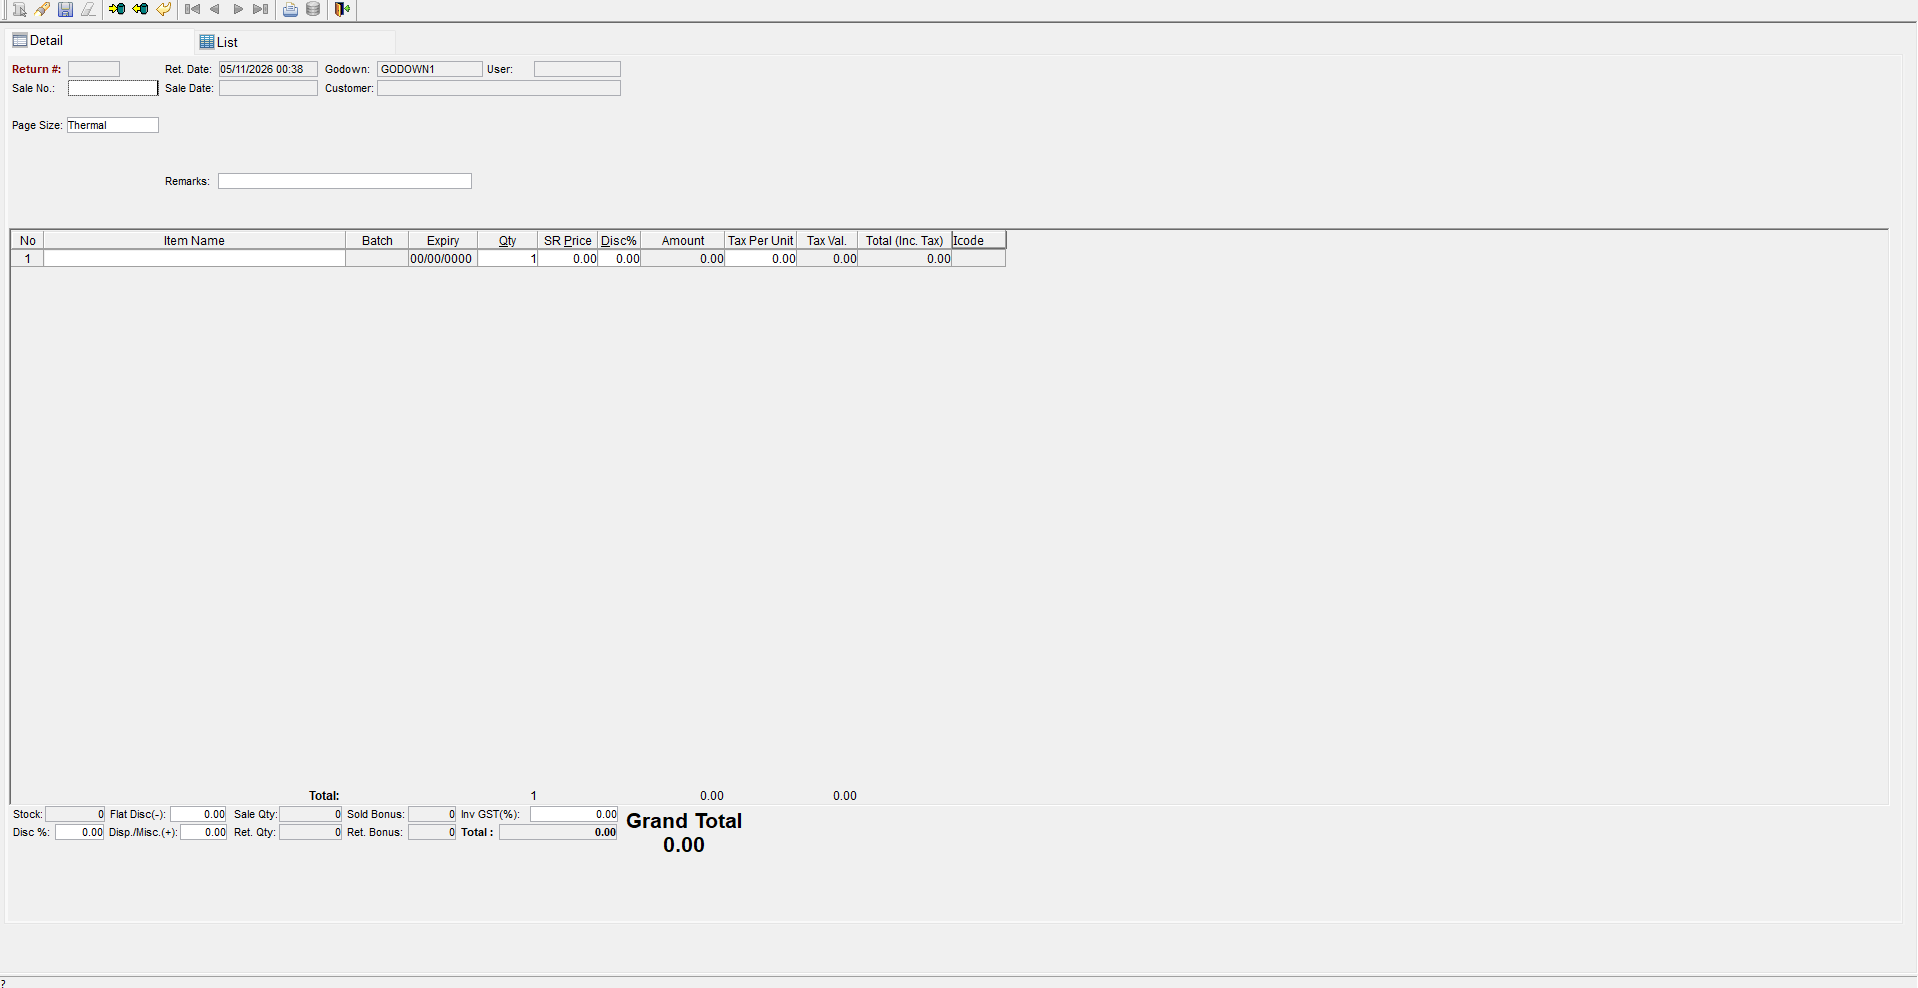 Detail List
Return #: Ret. Date: 05/11/2026 00:38 Godown: GODOWN1 User:
Sale No.: Sale Date: Customer:
Page Size: Thermal
Remarks:
No Item Name Batch Expiry Qty SR Price Disc% Amount Tax Per Unit Tax Val. Total (Inc. Tax) Icode
1 00/00/0000 1 0.00 0.00 0.00 0.00 0.00 0.00
Total: 1 0.00 0.00
Stock: 0 Flat Disc(-): 0.00 Sale Qty: 0 Sold Bonus: 0 Inv GST(%): 0.00 Grand Total
Disc %: 0.00 Disp./Misc.(+): 0.00 Ret. Qty: 0 Ret. Bonus: 0 Total : 0.00
0.00
?